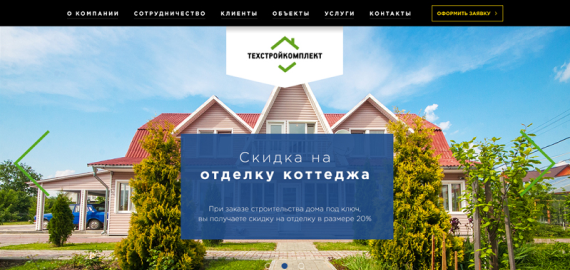 О КОМПАНИИ СОТРУДНИЧЕСТВО КЛИЕНТЫ ОБЪЕКТЫ УСЛУГИ КОНТАКТЫ ОФОРМИТЬ ЗАЯВКУ
ТЕХСТРОЙКОМПЛЕКТ
Скидка на
отделку коттеджа
При заказе строительства дома под ключ,
вы получаете скидку на отделку в размере 20%